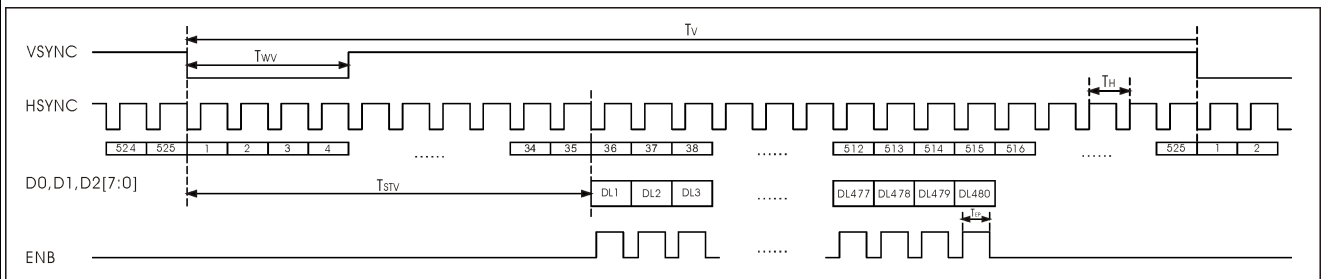 TV
VSYNC
TWV
TH
HSYNC
524 525 1 2 3 4 ...... 34 35 36 37 38 ...... 512 513 514 515 516 ...... 525 1 2
D0,D1,D2[7:0]
TSTV
DL1 DL2 DL3 ...... DL477 DL478 DL479 DL480
TEP
ENB
......